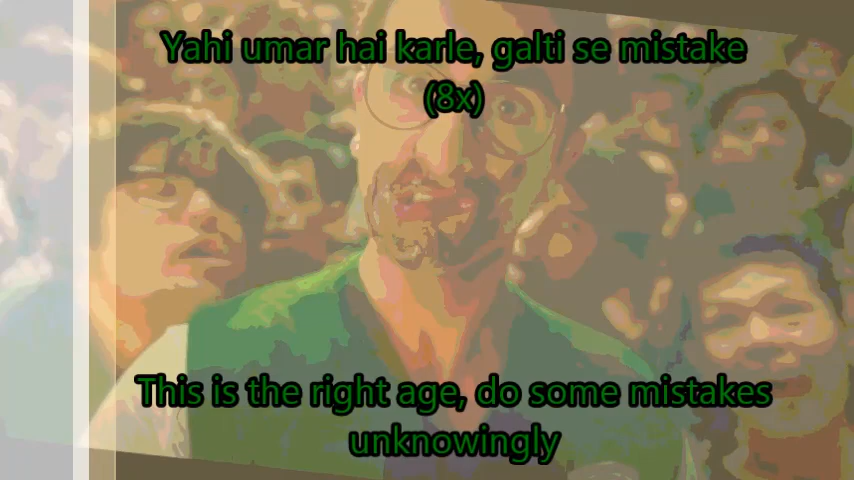 Yahi umar hai karle, galti se mistake
(8x)
This is the right age, do some mistakes
unknowingly